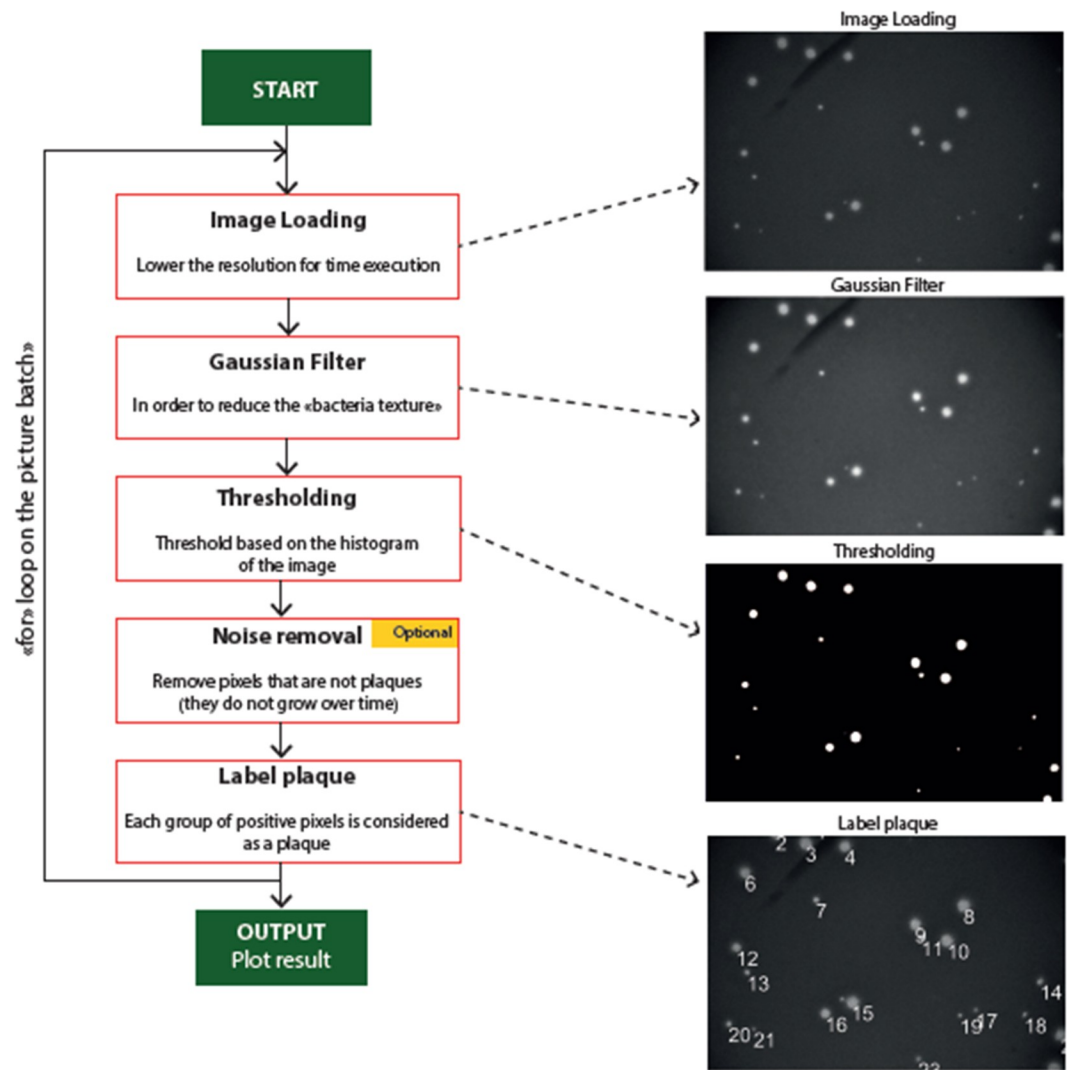 START
«for» loop on the picture batch»
Image Loading
Lower the resolution for time execution
Gaussian Filter
In order to reduce the «bacteria texture»
Thresholding
Threshold based on the histogram
of the image
Noise removal
Optional
Remove pixels that are not plaques
(they do not grow over time)
Label plaque
Each group of positive pixels is considered
as a plaque
OUTPUT
Plot result
Image Loading
Gaussian Filter
Thresholding
Label plaque
2
3
4
6
7
8
9
11
10
12
13
14
15
16
19
17
18
20
21
23